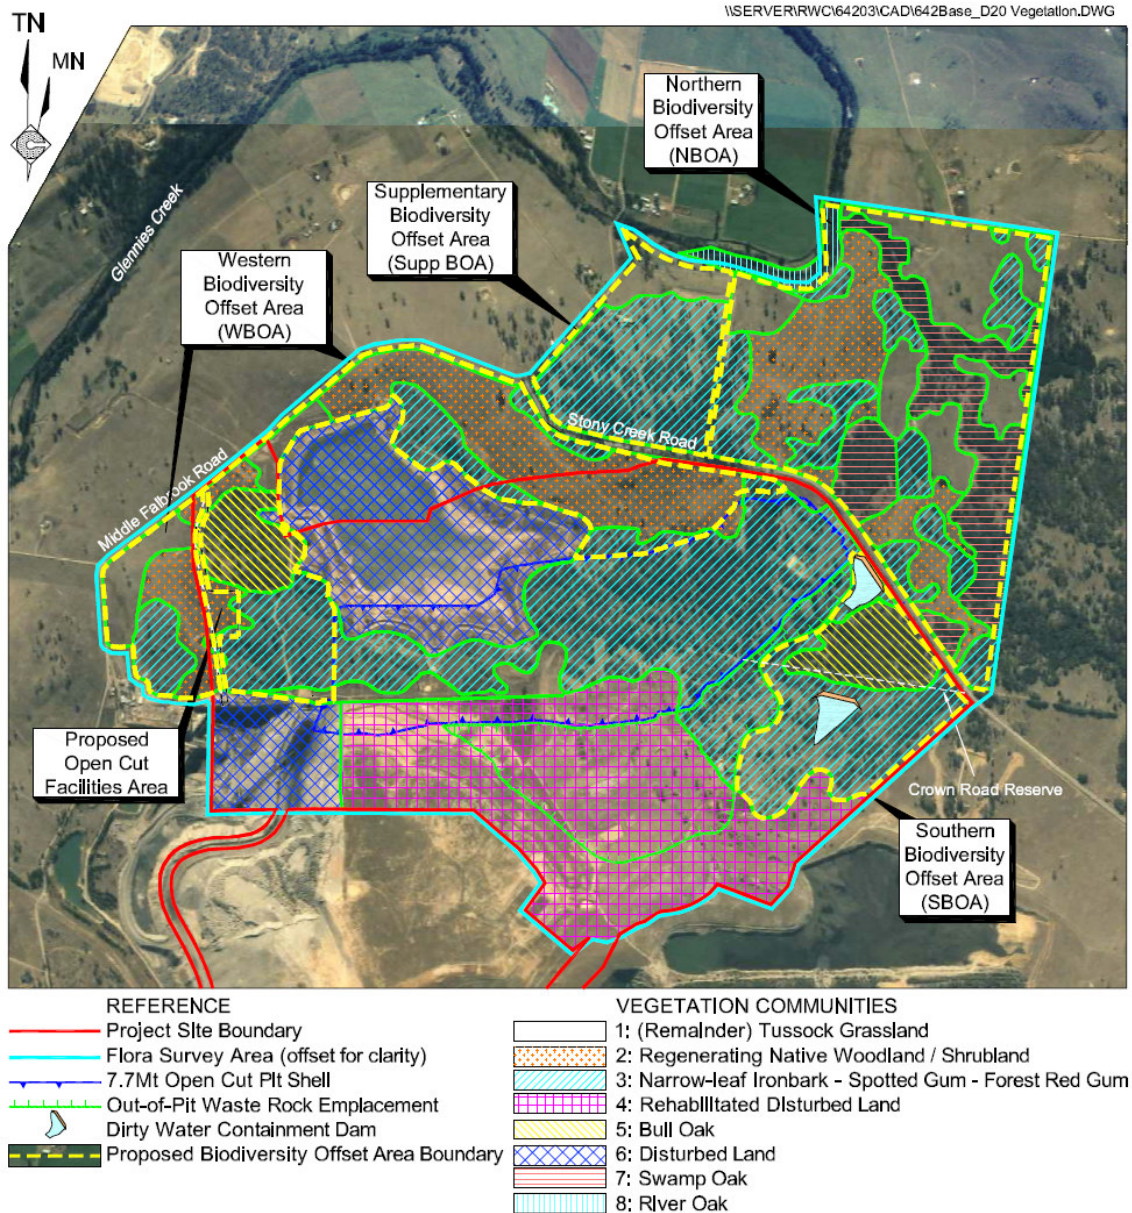 \\SERVER\RWC\64203\CAD\642Base_D20 Vegetation.DWG
TN
MN
Northern
Biodiversity
Offset Area
(NBOA)
Supplementary
Biodiversity
Offset Area
(Supp BOA)
Glennies Creek
Western
Biodiversity
Offset Area
(WBOA)
Stony Creek Road
Middle Falbrook Road
Proposed
Open Cut
Facilities Area
Crown Road Reserve
Southern
Biodiversity
Offset Area
(SBOA)
REFERENCE
Project Site Boundary
Flora Survey Area (offset for clarity)
7.7Mt Open Cut Pit Shell
Out-of-Pit Waste Rock Emplacement
Dirty Water Containment Dam
Proposed Biodiversity Offset Area Boundary
VEGETATION COMMUNITIES
1: (Remainder) Tussock Grassland
2: Regenerating Native Woodland / Shrubland
3: Narrow-leaf Ironbark - Spotted Gum - Forest Red Gum
4: Rehabilitated Disturbed Land
5: Bull Oak
6: Disturbed Land
7: Swamp Oak
8: River Oak